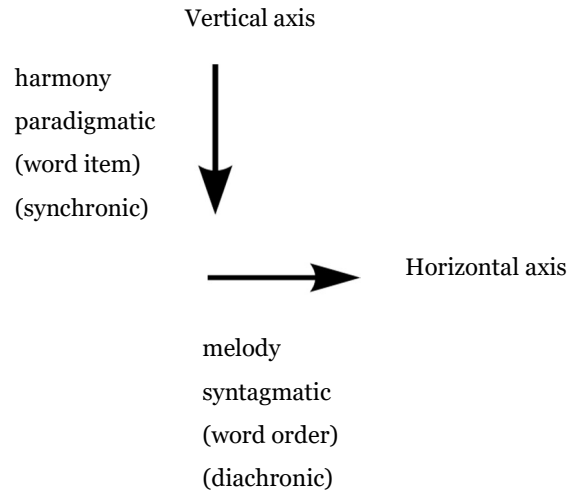 Vertical axis
harmony
paradigmatic
(word item)
(synchronic)
Horizontal axis
melody
syntagmatic
(word order)
(diachronic)